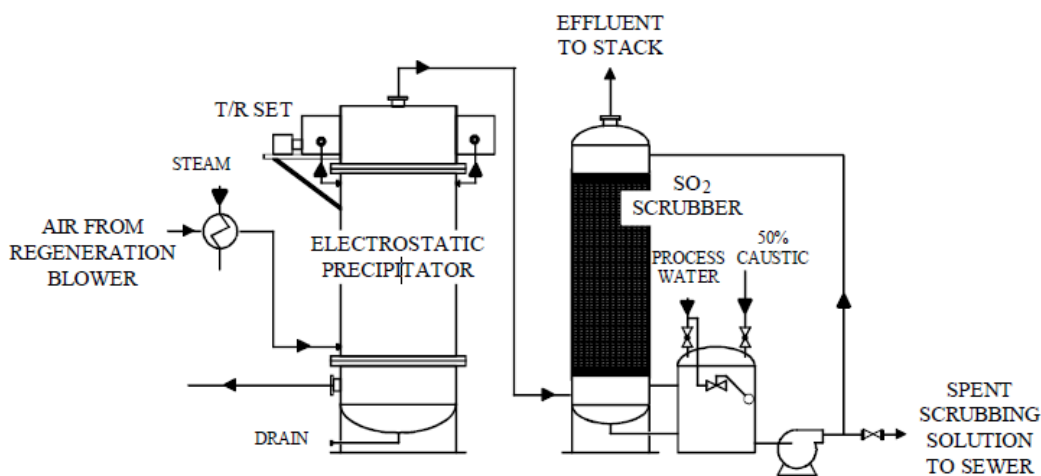 EFFLUENT
TO STACK
T/R SET
STEAM
AIR FROM
REGENERATION
BLOWER
ELECTROSTATIC
PRECIPITATOR
SO2
SCRUBBER
PROCESS
WATER
50%
CAUSTIC
DRAIN
SPENT
SCRUBBING
SOLUTION
TO SEWER